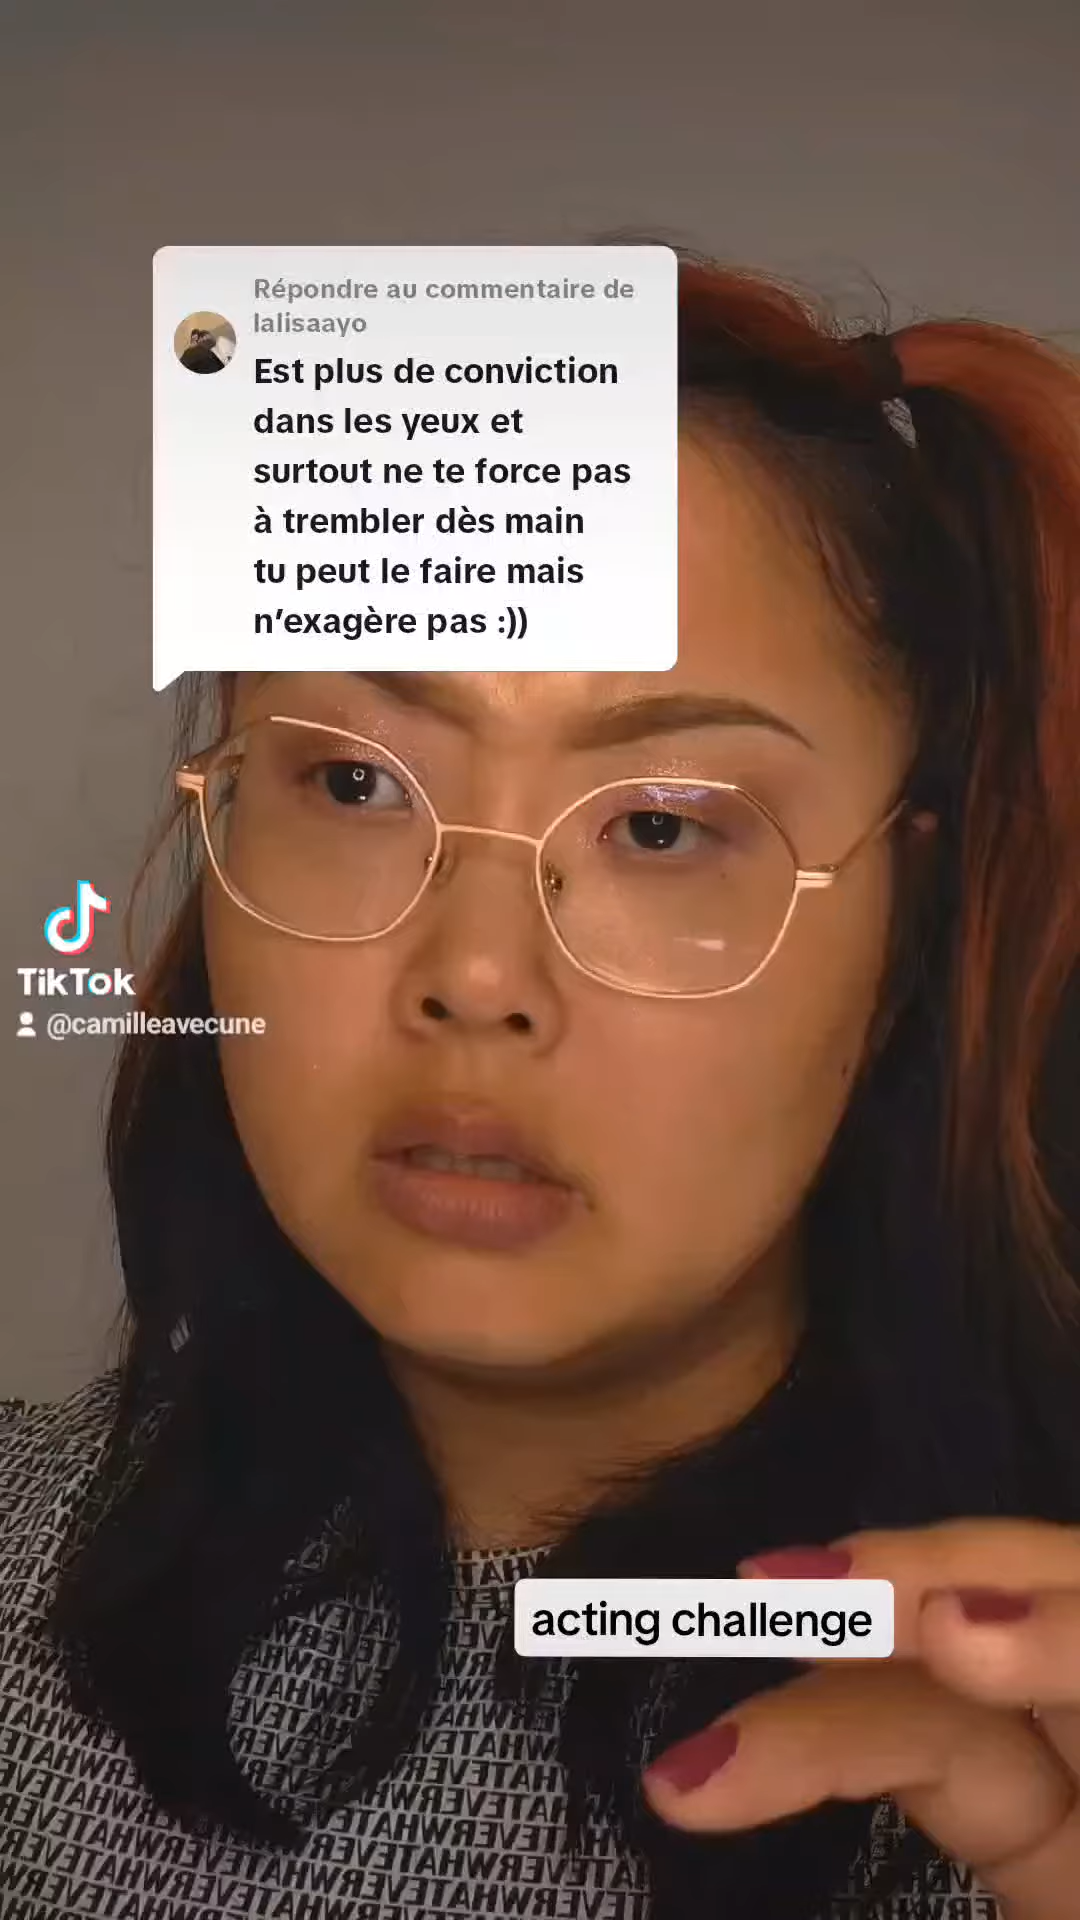 Répondre au commentaire de
lalisaayo
Est plus de conviction
dans les yeux et
surtout ne te force pas
à trembler dès main
tu peut le faire mais
n’exagère pas :))
TikTok
@camilleavecune
acting challenge
WHATEVERWHATEVERWHATEVER